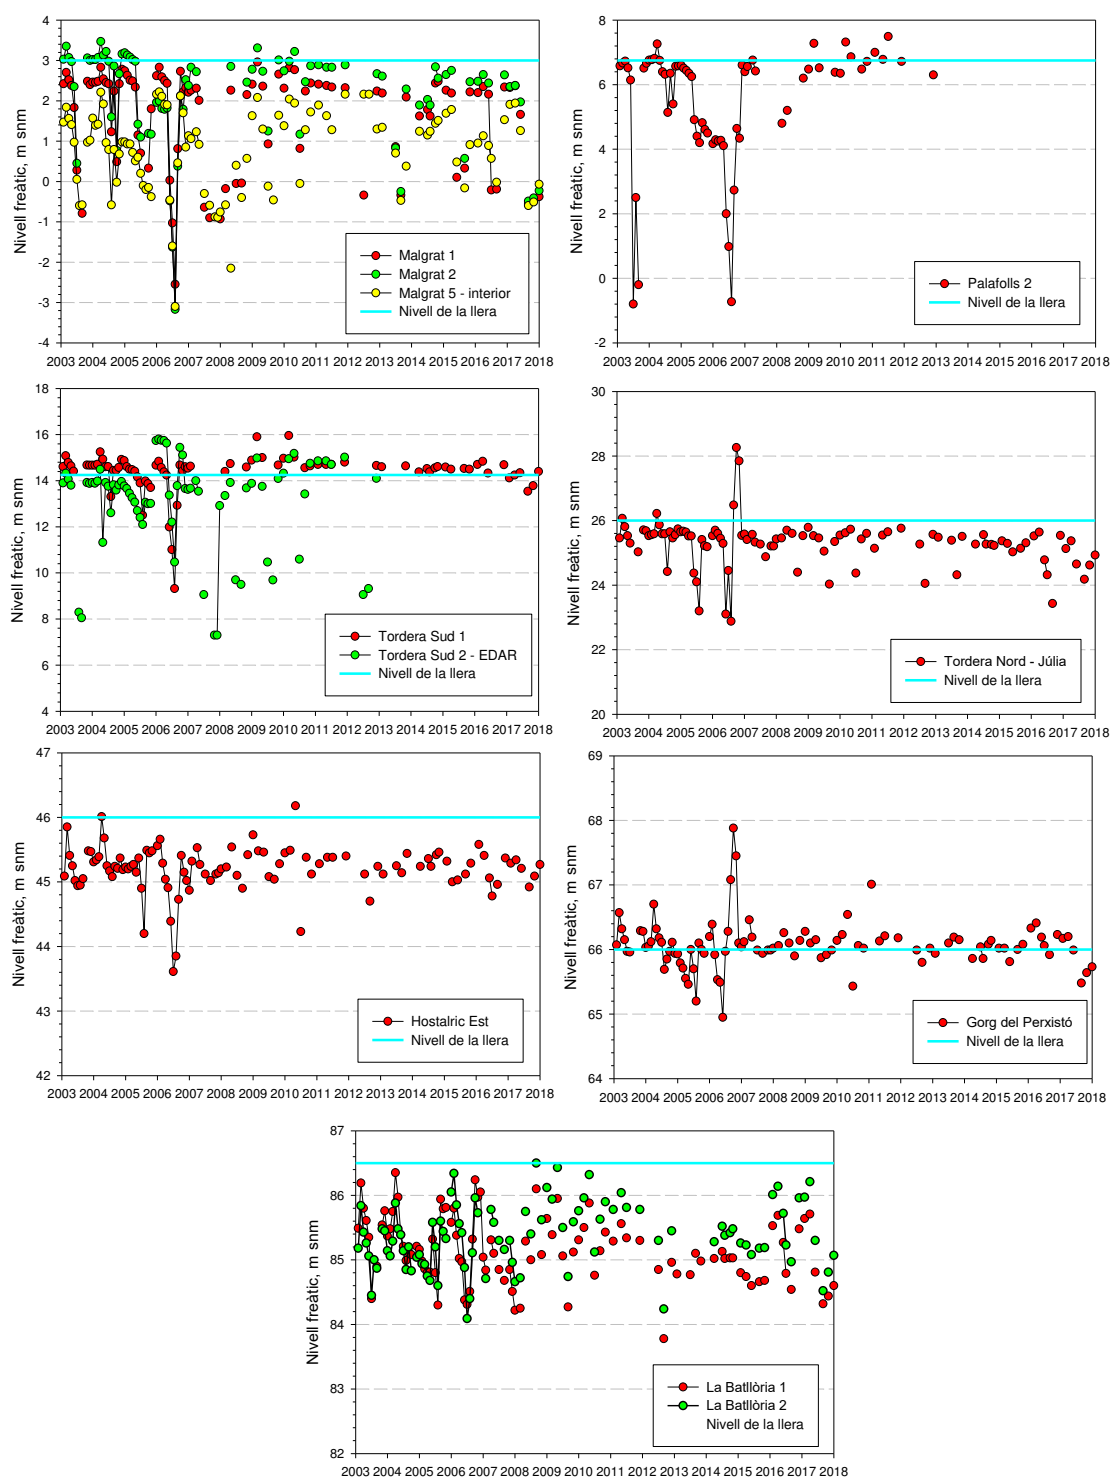 4
3
2
1
0
-1
-2
-3
-4
Nivell freàtic, m snm
Malgrat 1
Malgrat 2
Malgrat 5 - interior
Nivell de la llera
2003 2004 2005 2006 2007 2008 2009 2010 2011 2012 2013 2014 2015 2016 2017 2018
8
6
4
2
0
-2
Nivell freàtic, m snm
Palafolls 2
Nivell de la llera
2003 2004 2005 2006 2007 2008 2009 2010 2011 2012 2013 2014 2015 2016 2017 2018
18
16
14
12
10
8
6
4
Nivell freàtic, m snm
Tordera Sud 1
Tordera Sud 2 - EDAR
Nivell de la llera
2003 2004 2005 2006 2007 2008 2009 2010 2011 2012 2013 2014 2015 2016 2017 2018
30
28
26
24
22
20
Nivell freàtic, m snm
Tordera Nord - Júlia
Nivell de la llera
2003 2004 2005 2006 2007 2008 2009 2010 2011 2012 2013 2014 2015 2016 2017 2018
47
46
45
44
43
42
Nivell freàtic, m snm
Hostalric Est
Nivell de la llera
2003 2004 2005 2006 2007 2008 2009 2010 2011 2012 2013 2014 2015 2016 2017 2018
69
68
67
66
65
64
Nivell freàtic, m snm
Gorg del Perxistó
Nivell de la llera
2003 2004 2005 2006 2007 2008 2009 2010 2011 2012 2013 2014 2015 2016 2017 2018
87
86
85
84
83
82
Nivell freàtic, m snm
La Batllòria 1
La Batllòria 2
Nivell de la llera
2003 2004 2005 2006 2007 2008 2009 2010 2011 2012 2013 2014 2015 2016 2017 2018